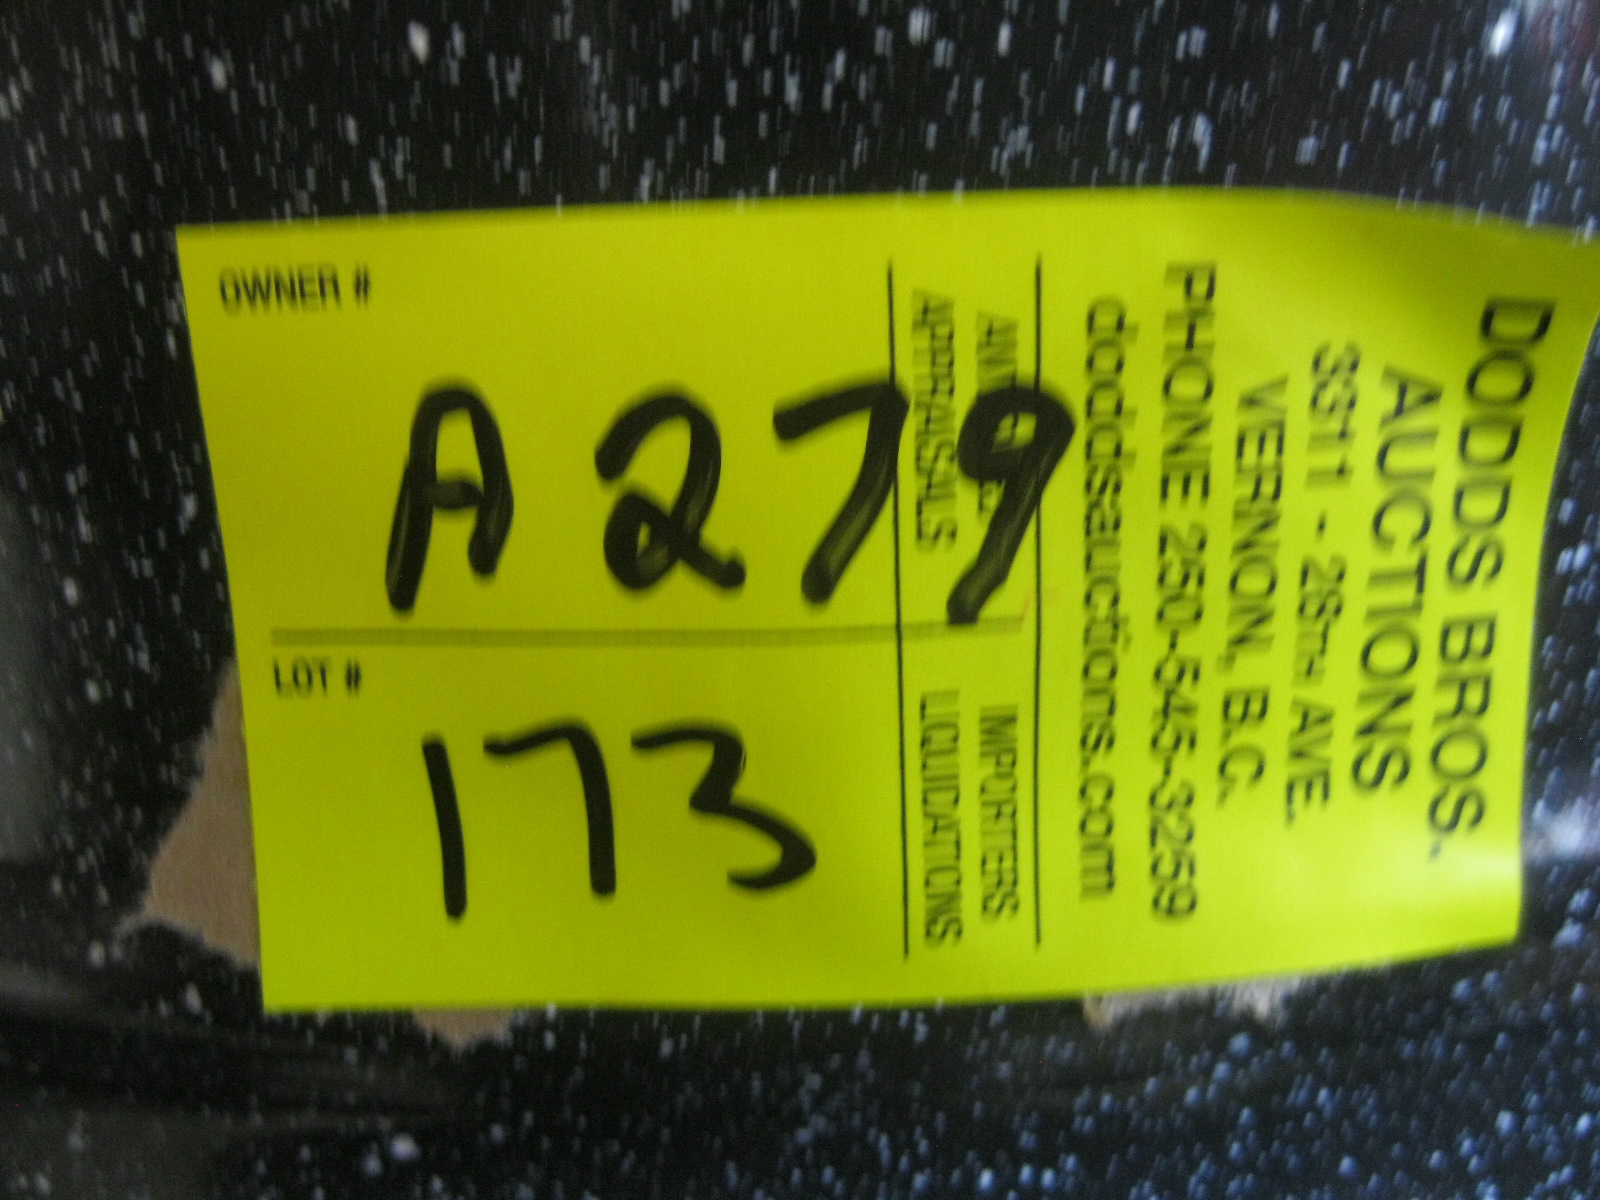 DODDS BROS.
AUCTIONS
3311 - 28TH AVE.
VERNON, B.C.
PHONE 250-545-3259
doddsauctions.com
IMPORTERS
APPRAISALS LIQUIDATIONS
OWNER #
A279
LOT #
173